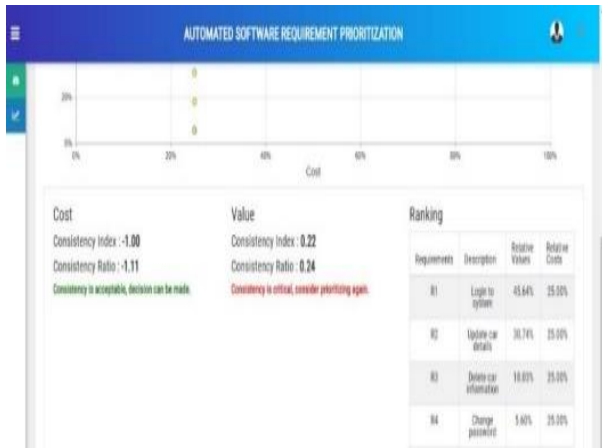 AUTOMATED SOFTWARE REQUIREMENT PRIORITIZATION
20%
0%
0% 20% 40% 60% 80% 100%
Cost
Cost
Consistency Index : -1.00
Consistency Ratio : -1.11
Consistency is acceptable, decision can be made.
Value
Consistency Index : 0.22
Consistency Ratio : 0.24
Consistency is critical, consider prioritizing again.
Ranking
Requirements Description Relative Values Relative Costs
R1 Login to system 45.64% 25.00%
R2 Update car details 30.74% 25.00%
R3 Delete car information 25.00%
R4 Change password 5.60% 25.00%